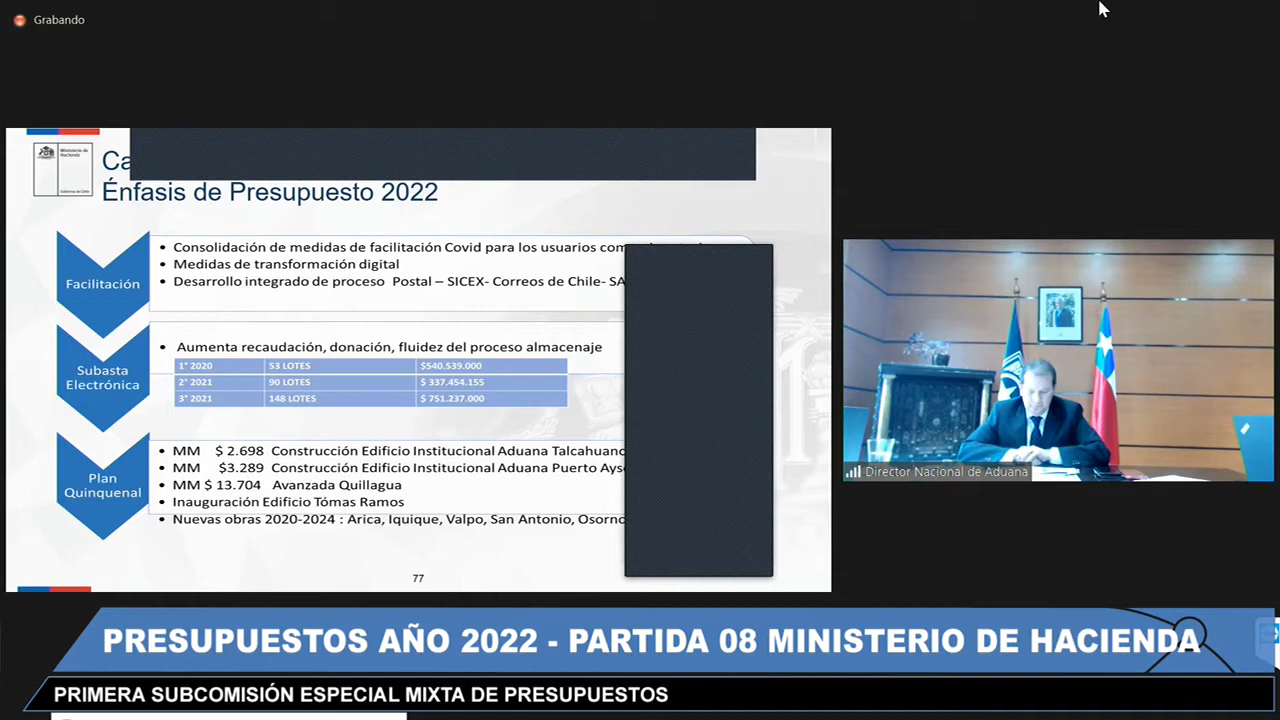 Grabando
Ministerio de
Hacienda
Gobierno de Chile
Énfasis de Presupuesto 2022
Facilitación
• Consolidación de medidas de facilitación Covid para los usuarios
• Medidas de transformación digital
• Desarrollo integrado de proceso Postal – SICEX- Correos de Chile- SA
Subasta
Electrónica
• Aumenta recaudación, donación, fluidez del proceso almacenaje
1° 2020 53 LOTES $540.539.000
2° 2021 90 LOTES $ 337.454.155
3° 2021 148 LOTES $ 751.237.000
Plan
Quinquenal
• MM $ 2.698 Construcción Edificio Institucional Aduana Talcahuano
• MM $3.289 Construcción Edificio Institucional Aduana Puerto Ays
• MM $ 13.704 Avanzada Quillagua
• Inauguración Edificio Tómas Ramos
• Nuevas obras 2020-2024 : Arica, Iquique, Valpo, San Antonio, Osorno
77
Director Nacional de Aduana
PRESUPUESTOS AÑO 2022 - PARTIDA 08 MINISTERIO DE HACIENDA
PRIMERA SUBCOMISIÓN ESPECIAL MIXTA DE PRESUPUESTOS